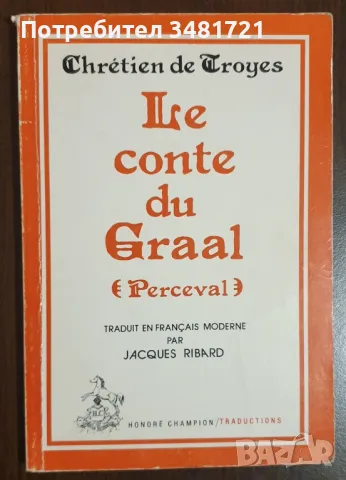 Потребител 3481721
Chrétien de Troyes
Le
conte
du
Graal
(Perceval)
TRADUIT EN FRANÇAIS MODERNE
PAR
JACQUES RIBARD
HONORÉ CHAMPION/TRADUCTIONS
BAZAR